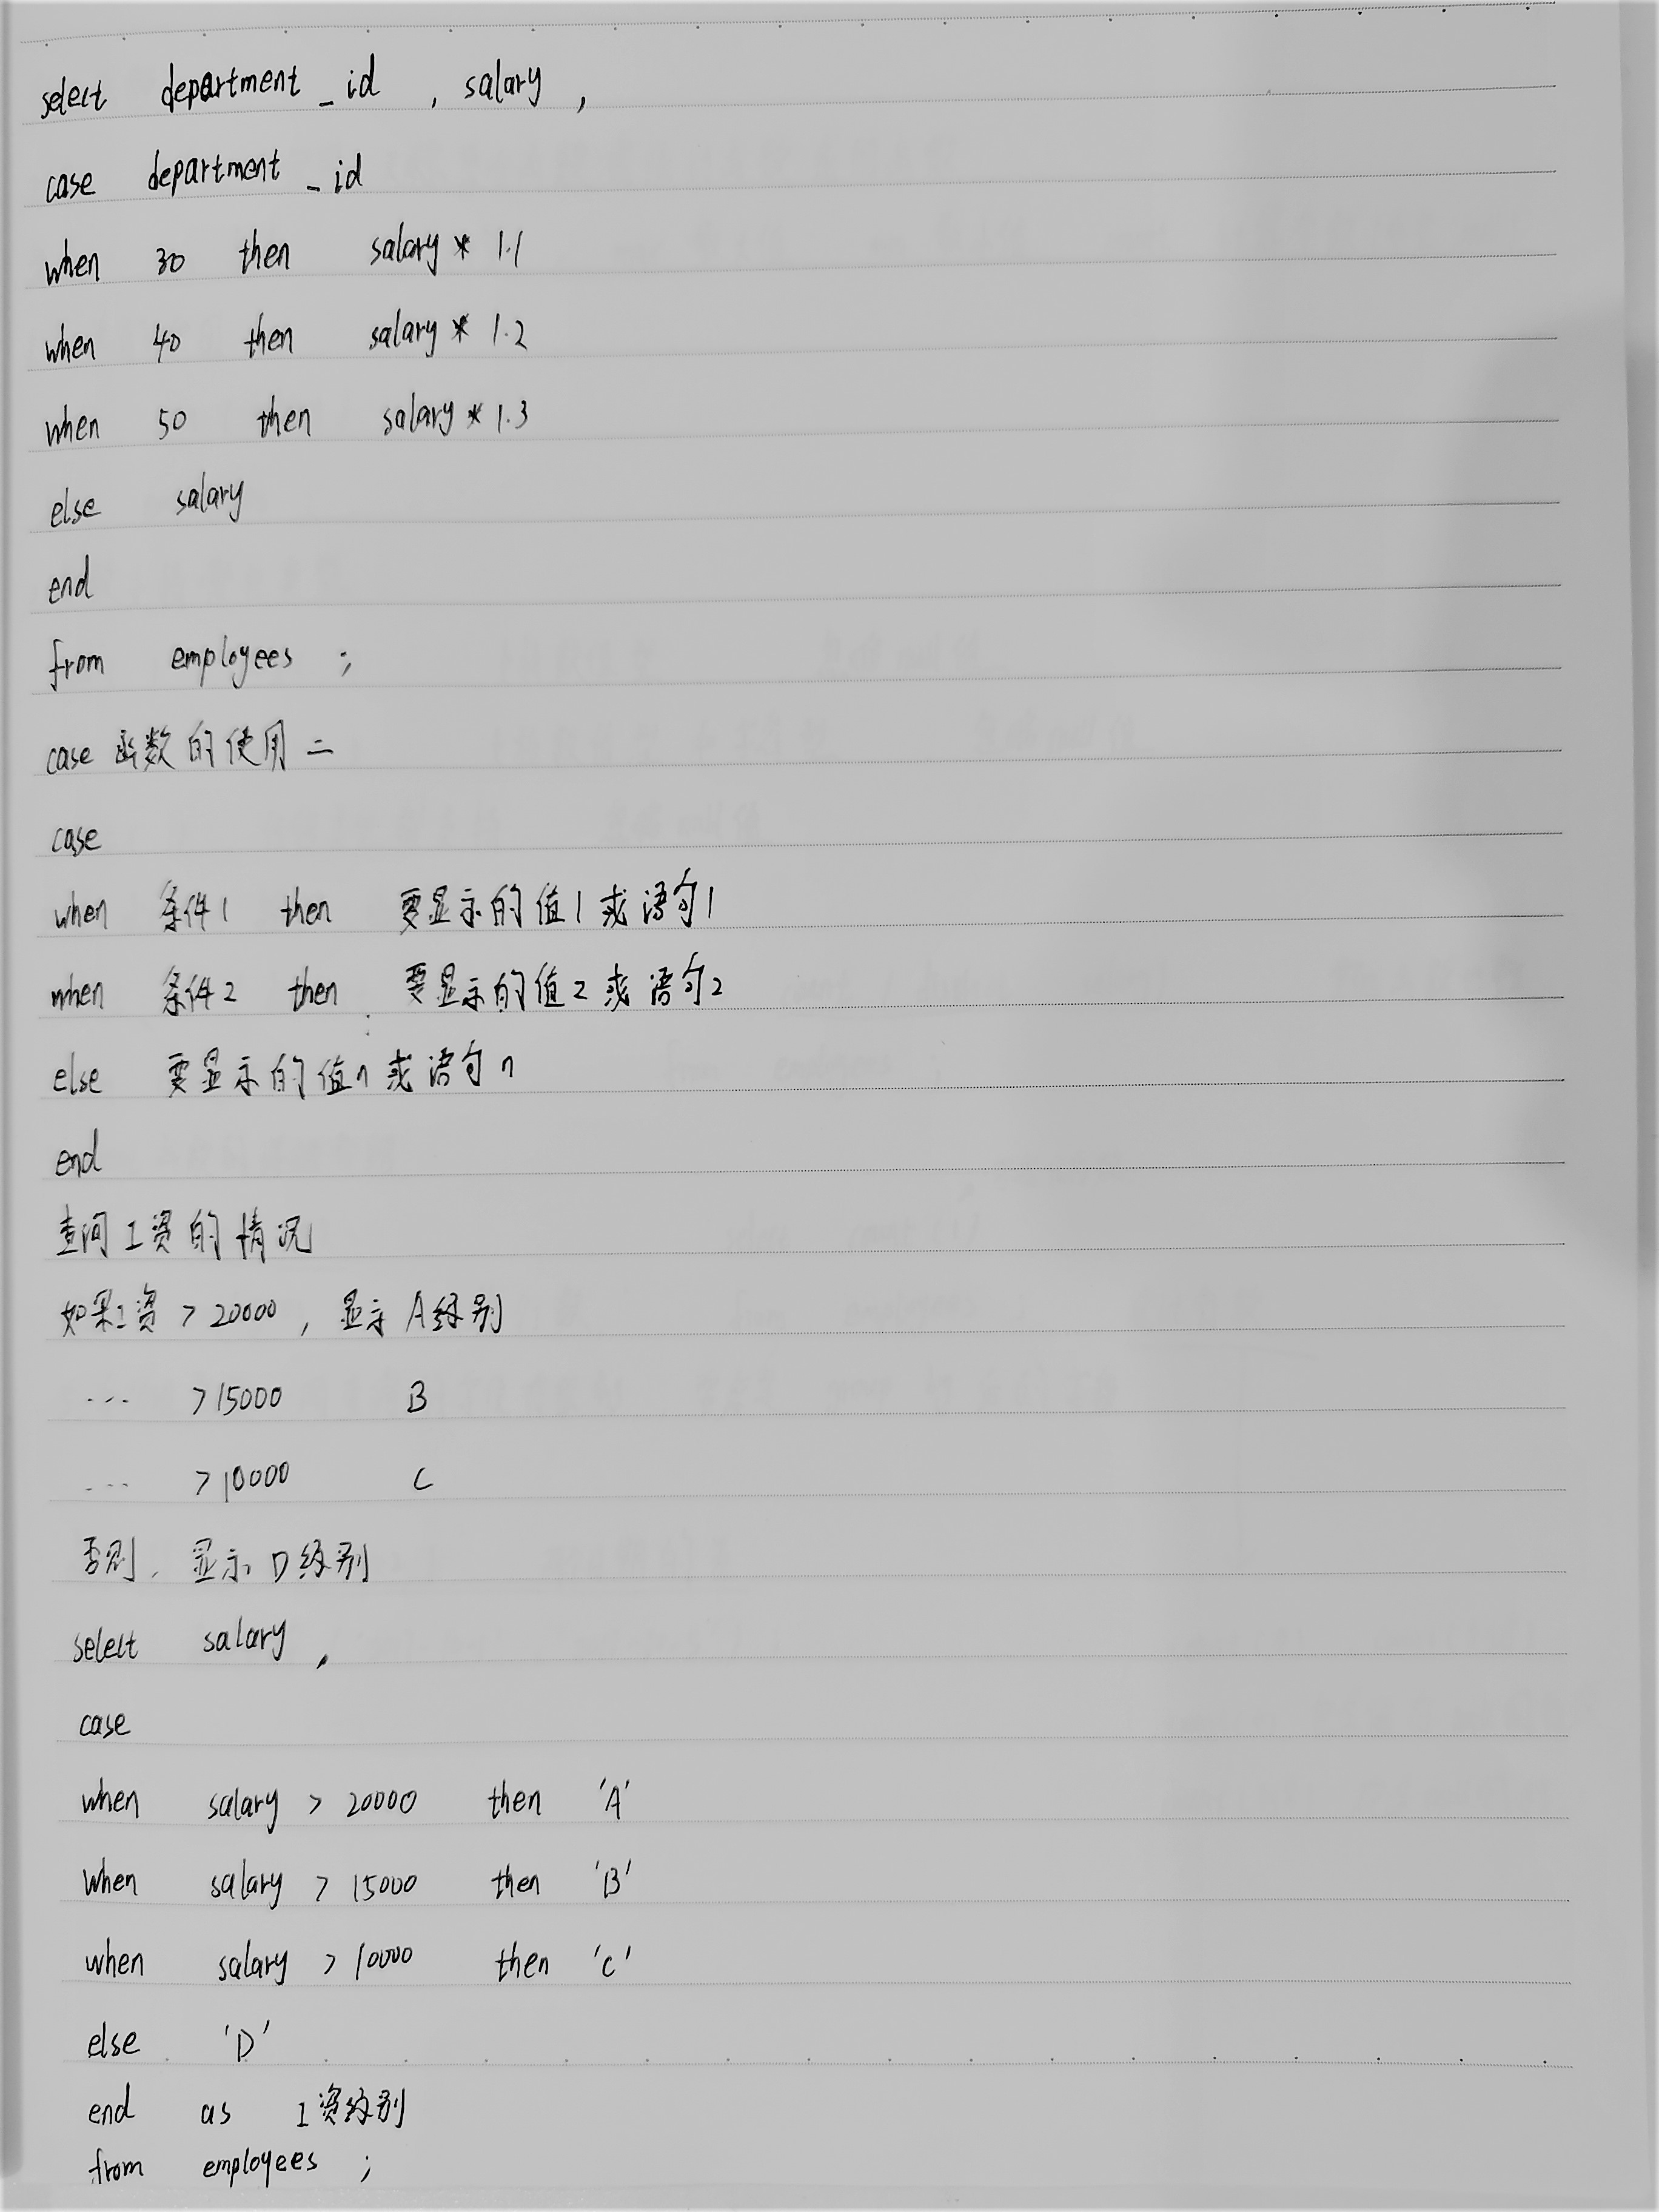 select department_id , salary ,
case department_id
when 30 then salary * 1.1
when 40 then salary * 1.2
when 50 then salary * 1.3
else salary
end
from employees ;
case 函数的使用二
case
when 条件1 then 要显示的值1或语句1
when 条件2 then 要显示的值2或语句2
else 要显示的值n或语句n
end
查询工资的情况
如果工资 > 20000 , 显示 A级别
... >15000 B
... >10000 C
否则, 显示D级别
select salary ,
case
when salary > 20000 then 'A'
when salary > 15000 then 'B'
when salary > 10000 then 'C'
else 'D'
end as 工资级别
from employees ;